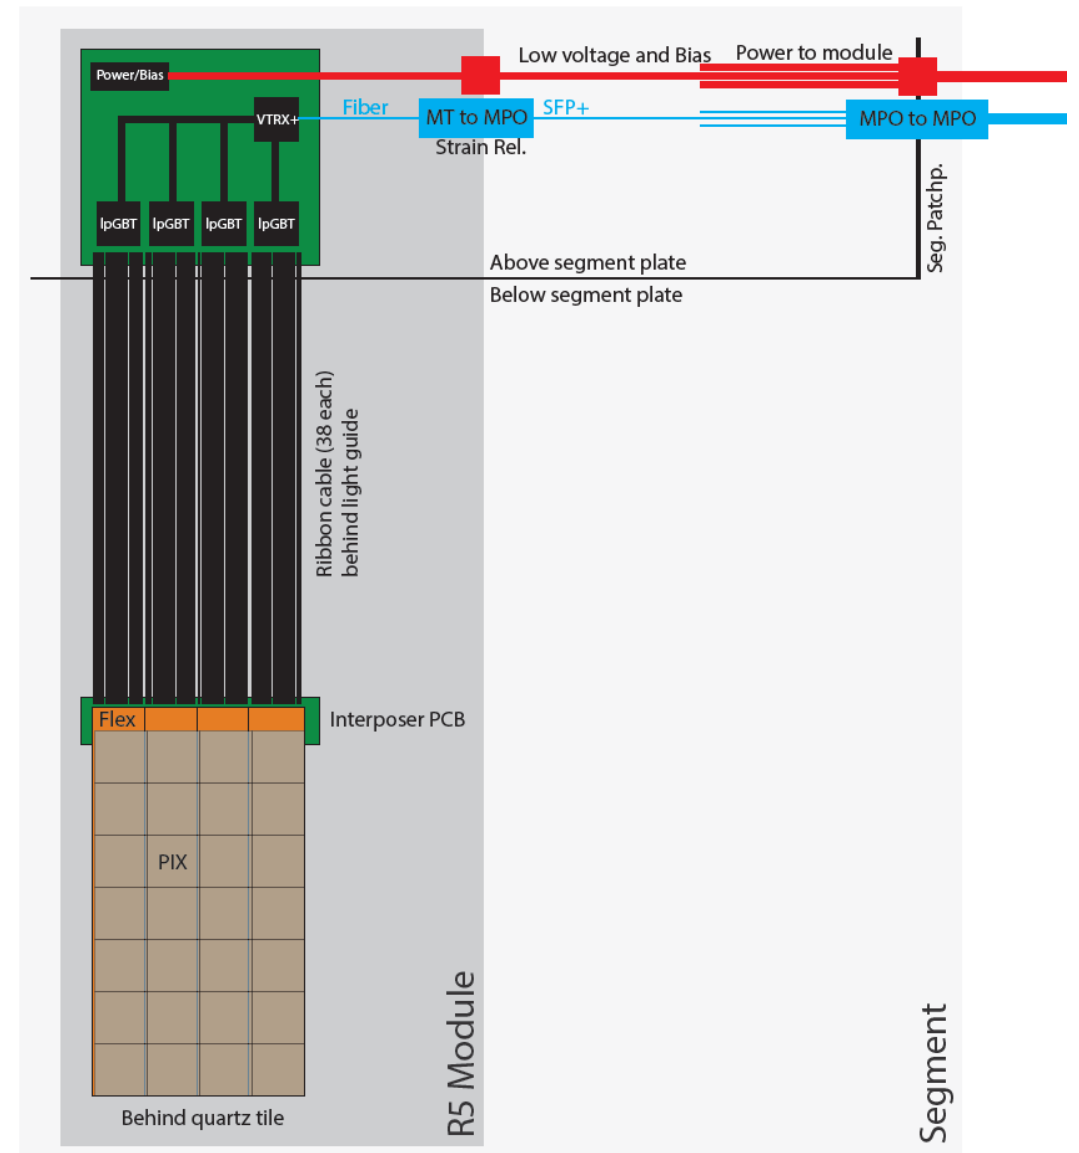 Low voltage and Bias
Power to module
Power/Bias
Fiber
MT to MPO
SFP+
MPO to MPO
VTRX+
Strain Rel.
Seg. Patchp.
lpGBT
lpGBT
lpGBT
lpGBT
Above segment plate
Below segment plate
Ribbon cable (38 each)
behind light guide
Flex
Interposer PCB
PIX
R5 Module
Segment
Behind quartz tile